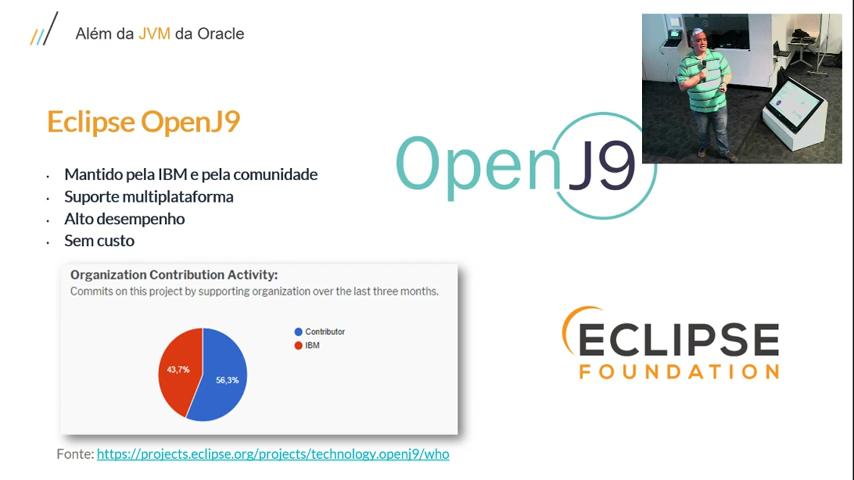 Além da JVM da Oracle
Eclipse OpenJ9
· Mantido pela IBM e pela comunidade
· Suporte multiplataforma
· Alto desempenho
· Sem custo
OpenJ9
Organization Contribution Activity:
Commits on this project by supporting organization over the last three months.
Contributor
IBM
43,7%
56,3%
ECLIPSE
FOUNDATION
Fonte: https://projects.eclipse.org/projects/technology.openj9/who